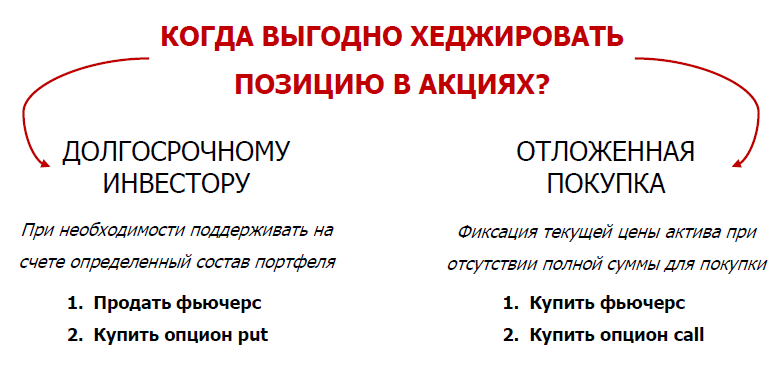 КОГДА ВЫГОДНО ХЕДЖИРОВАТЬ
ПОЗИЦИЮ В АКЦИЯХ?
ДОЛГОСРОЧНОМУ
ИНВЕСТОРУ
При необходимости поддерживать на
счете определенный состав портфеля
1. Продать фьючерс
2. Купить опцион put
ОТЛОЖЕННАЯ
ПОКУПКА
Фиксация текущей цены актива при
отсутствии полной суммы для покупки
1. Купить фьючерс
2. Купить опцион call